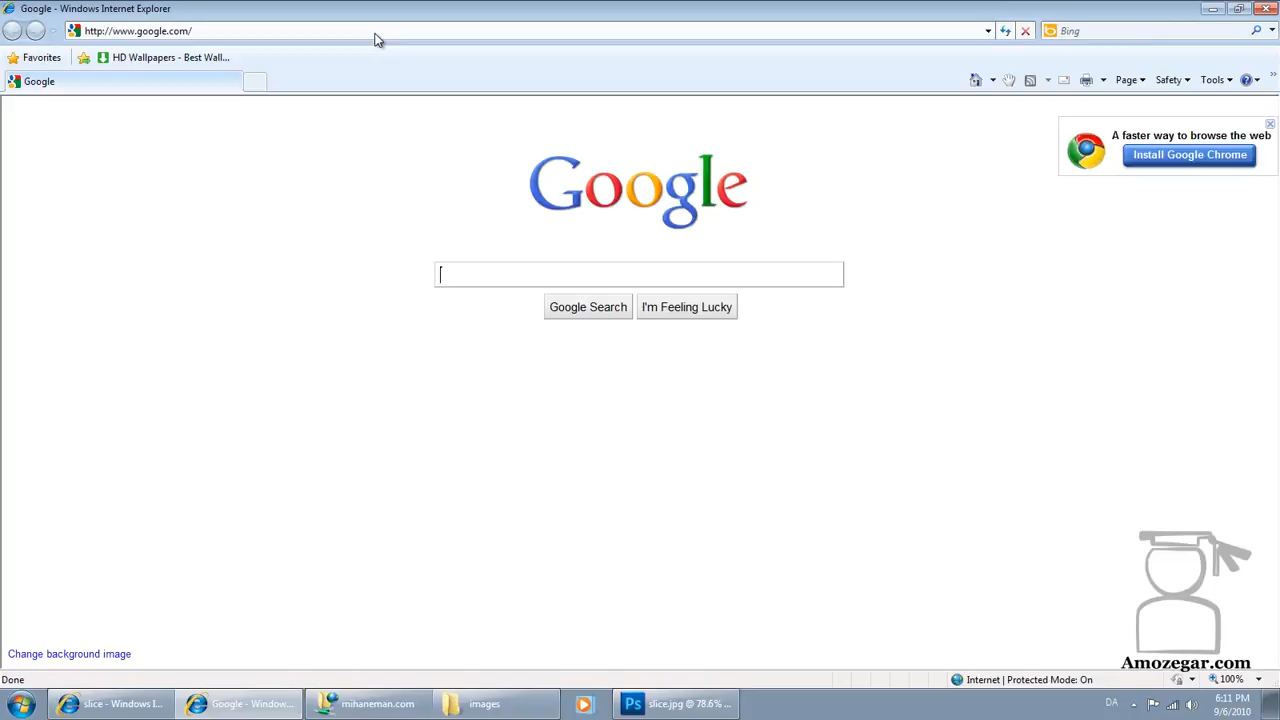 Google - Windows Internet Explorer
http://www.google.com/
Bing
Favorites
HD Wallpapers - Best Wall...
Google
Page
Safety
Tools
A faster way to browse the web
Install Google Chrome
Google
Google Search
I'm Feeling Lucky
Change background image
Amozegar.com
Done
Internet | Protected Mode: On
100%
slice - Windows I...
Google - Window...
mihaneman.com
images
Ps
slice.jpg @ 78.6% ...
DA
6:11 PM
9/6/2010